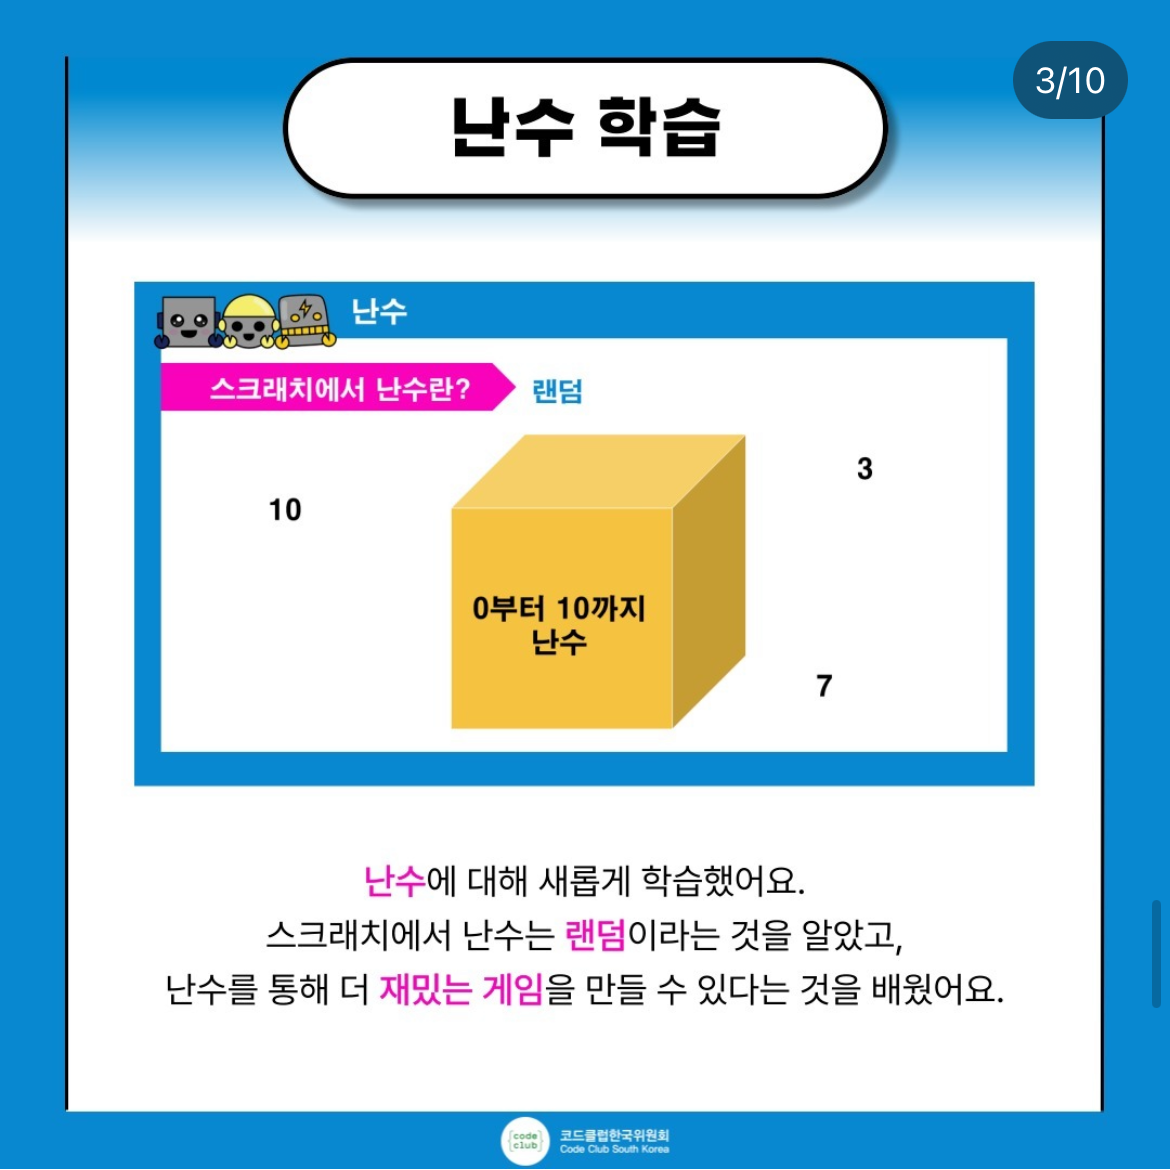 난수 학습
3/10
난수
스크래치에서 난수란?
랜덤
10
3
0부터 10까지
난수
7
난수에 대해 새롭게 학습했어요.
스크래치에서 난수는 랜덤이라는 것을 알았고,
난수를 통해 더 재밌는 게임을 만들 수 있다는 것을 배웠어요.
code
club
코드클럽한국위원회
Code Club South Korea